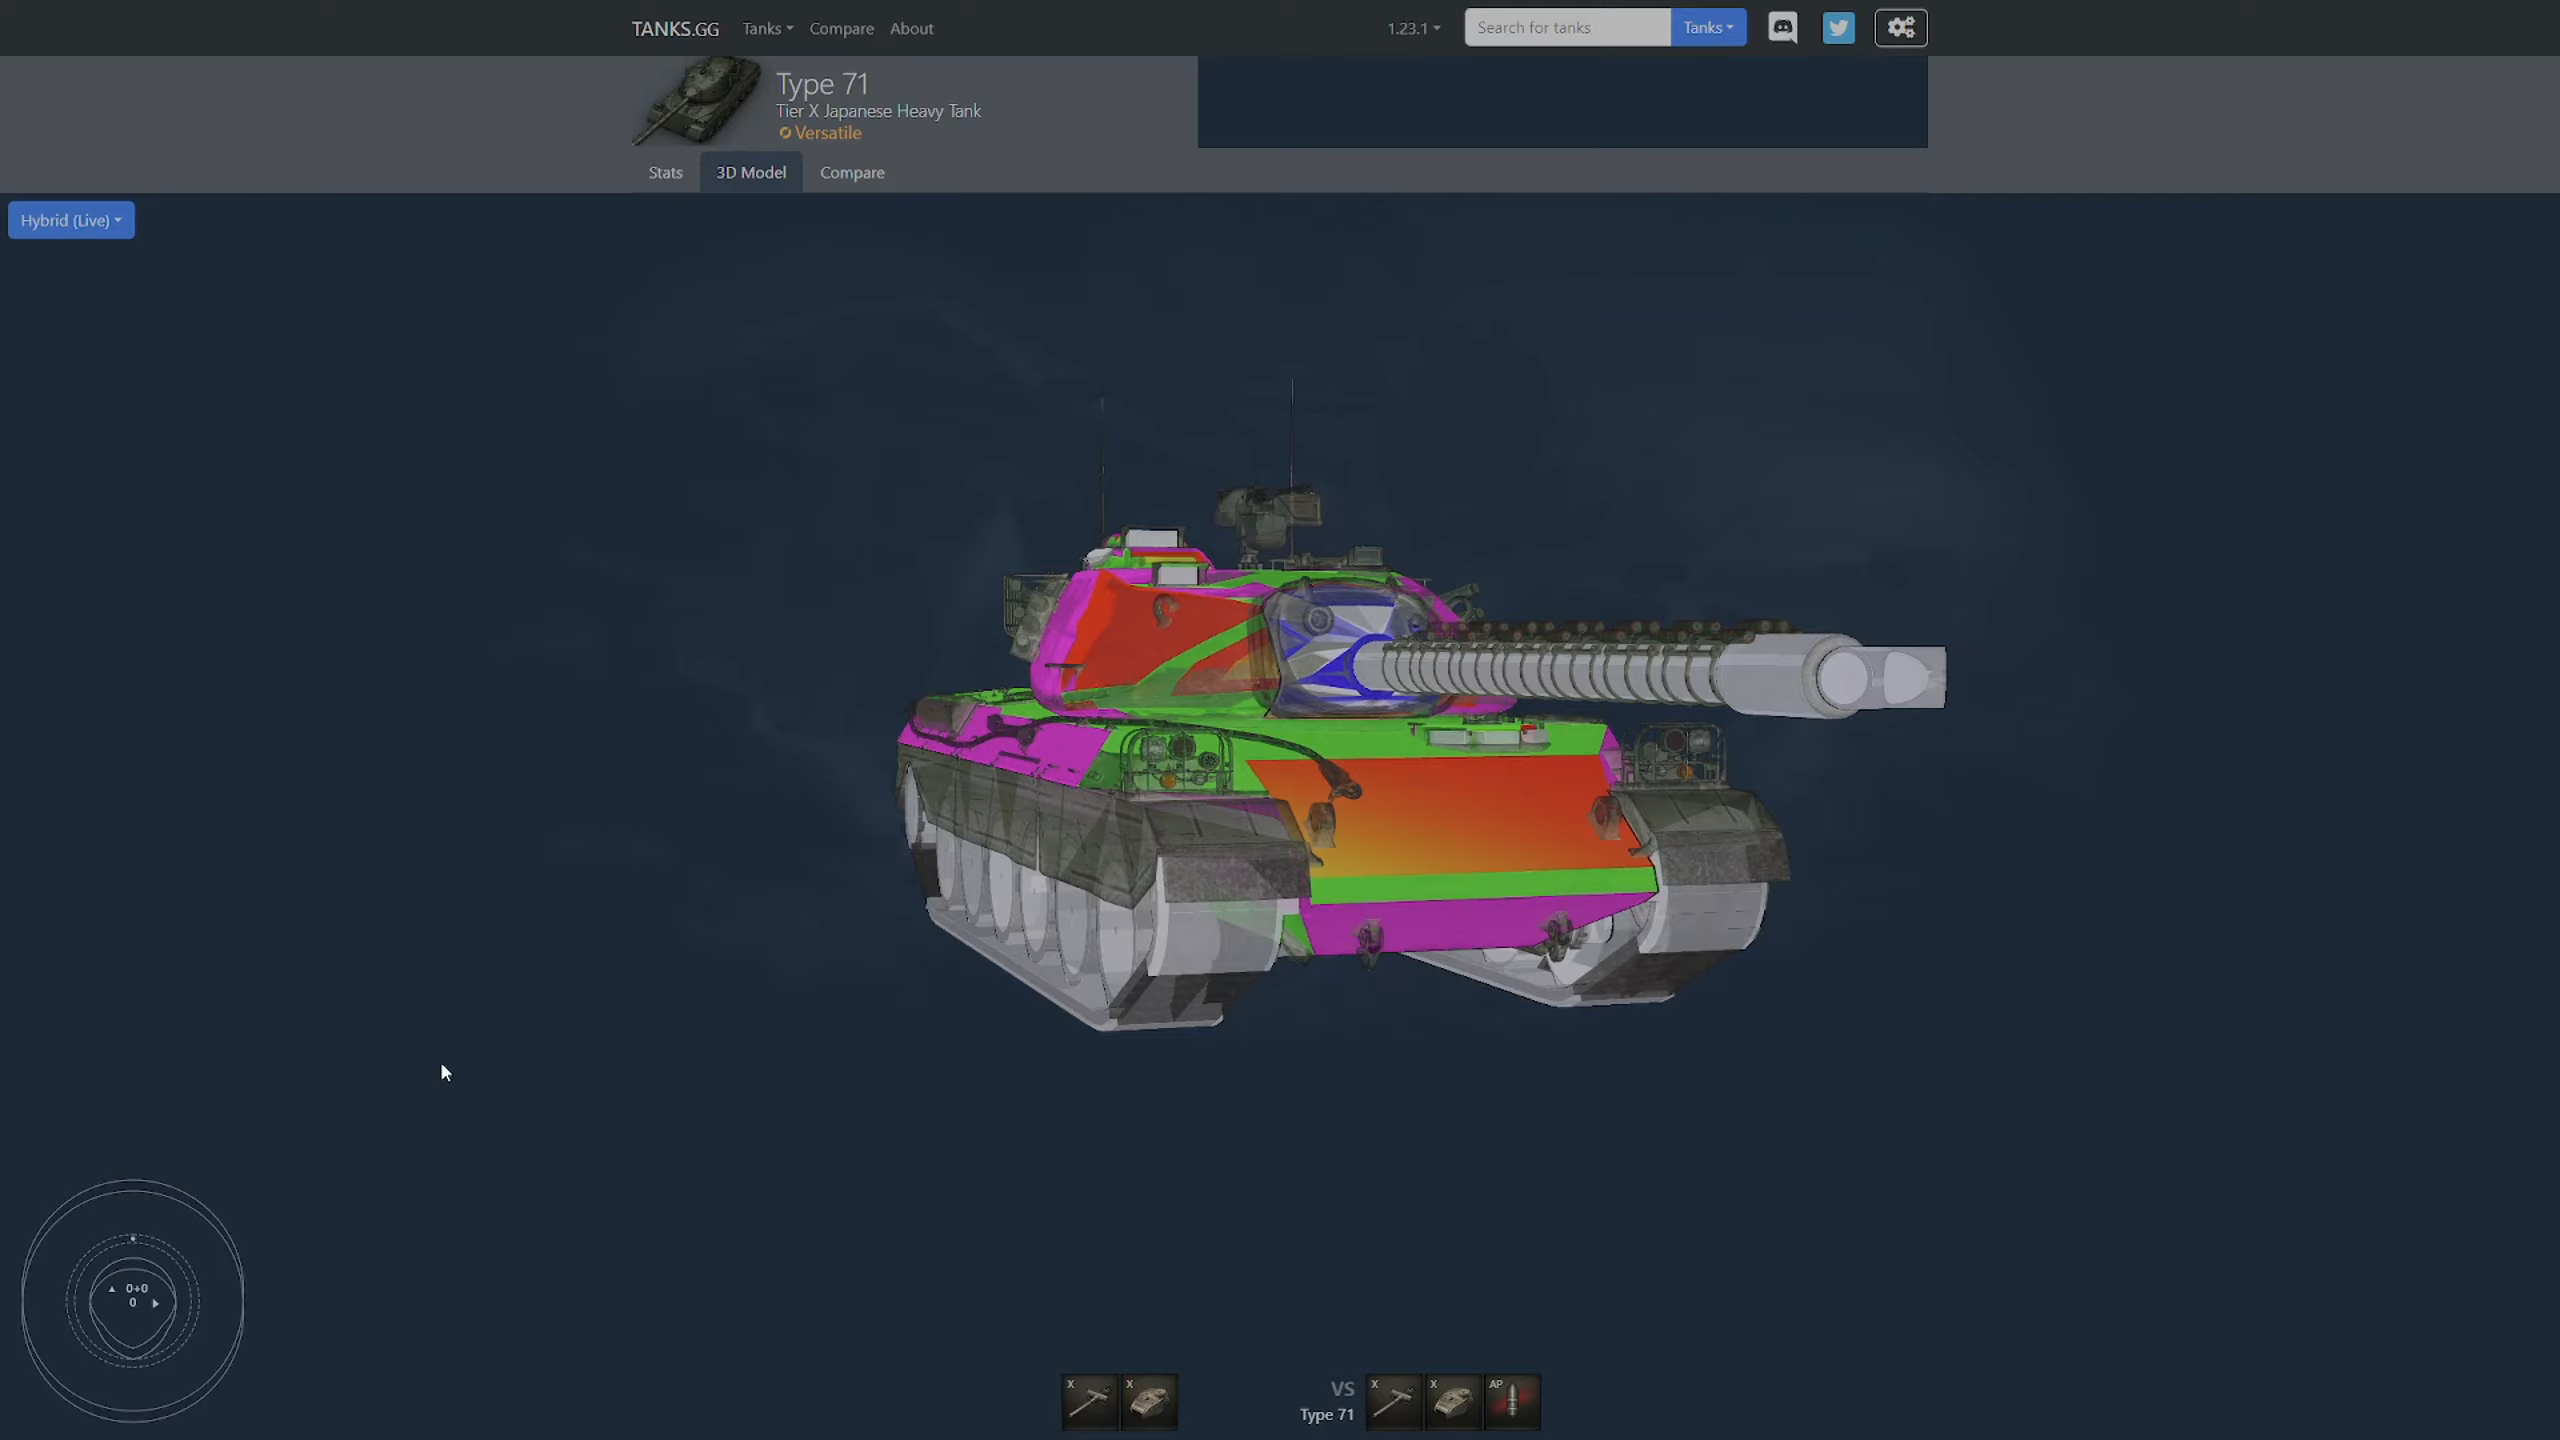 TANKS.GG Tanks Compare About 1.23.1 Search for tanks Tanks
Type 71
Tier X Japanese Heavy Tank
Versatile
Stats 3D Model Compare
Hybrid (Live)
0+0
0
X X VS X X AP
Type 71